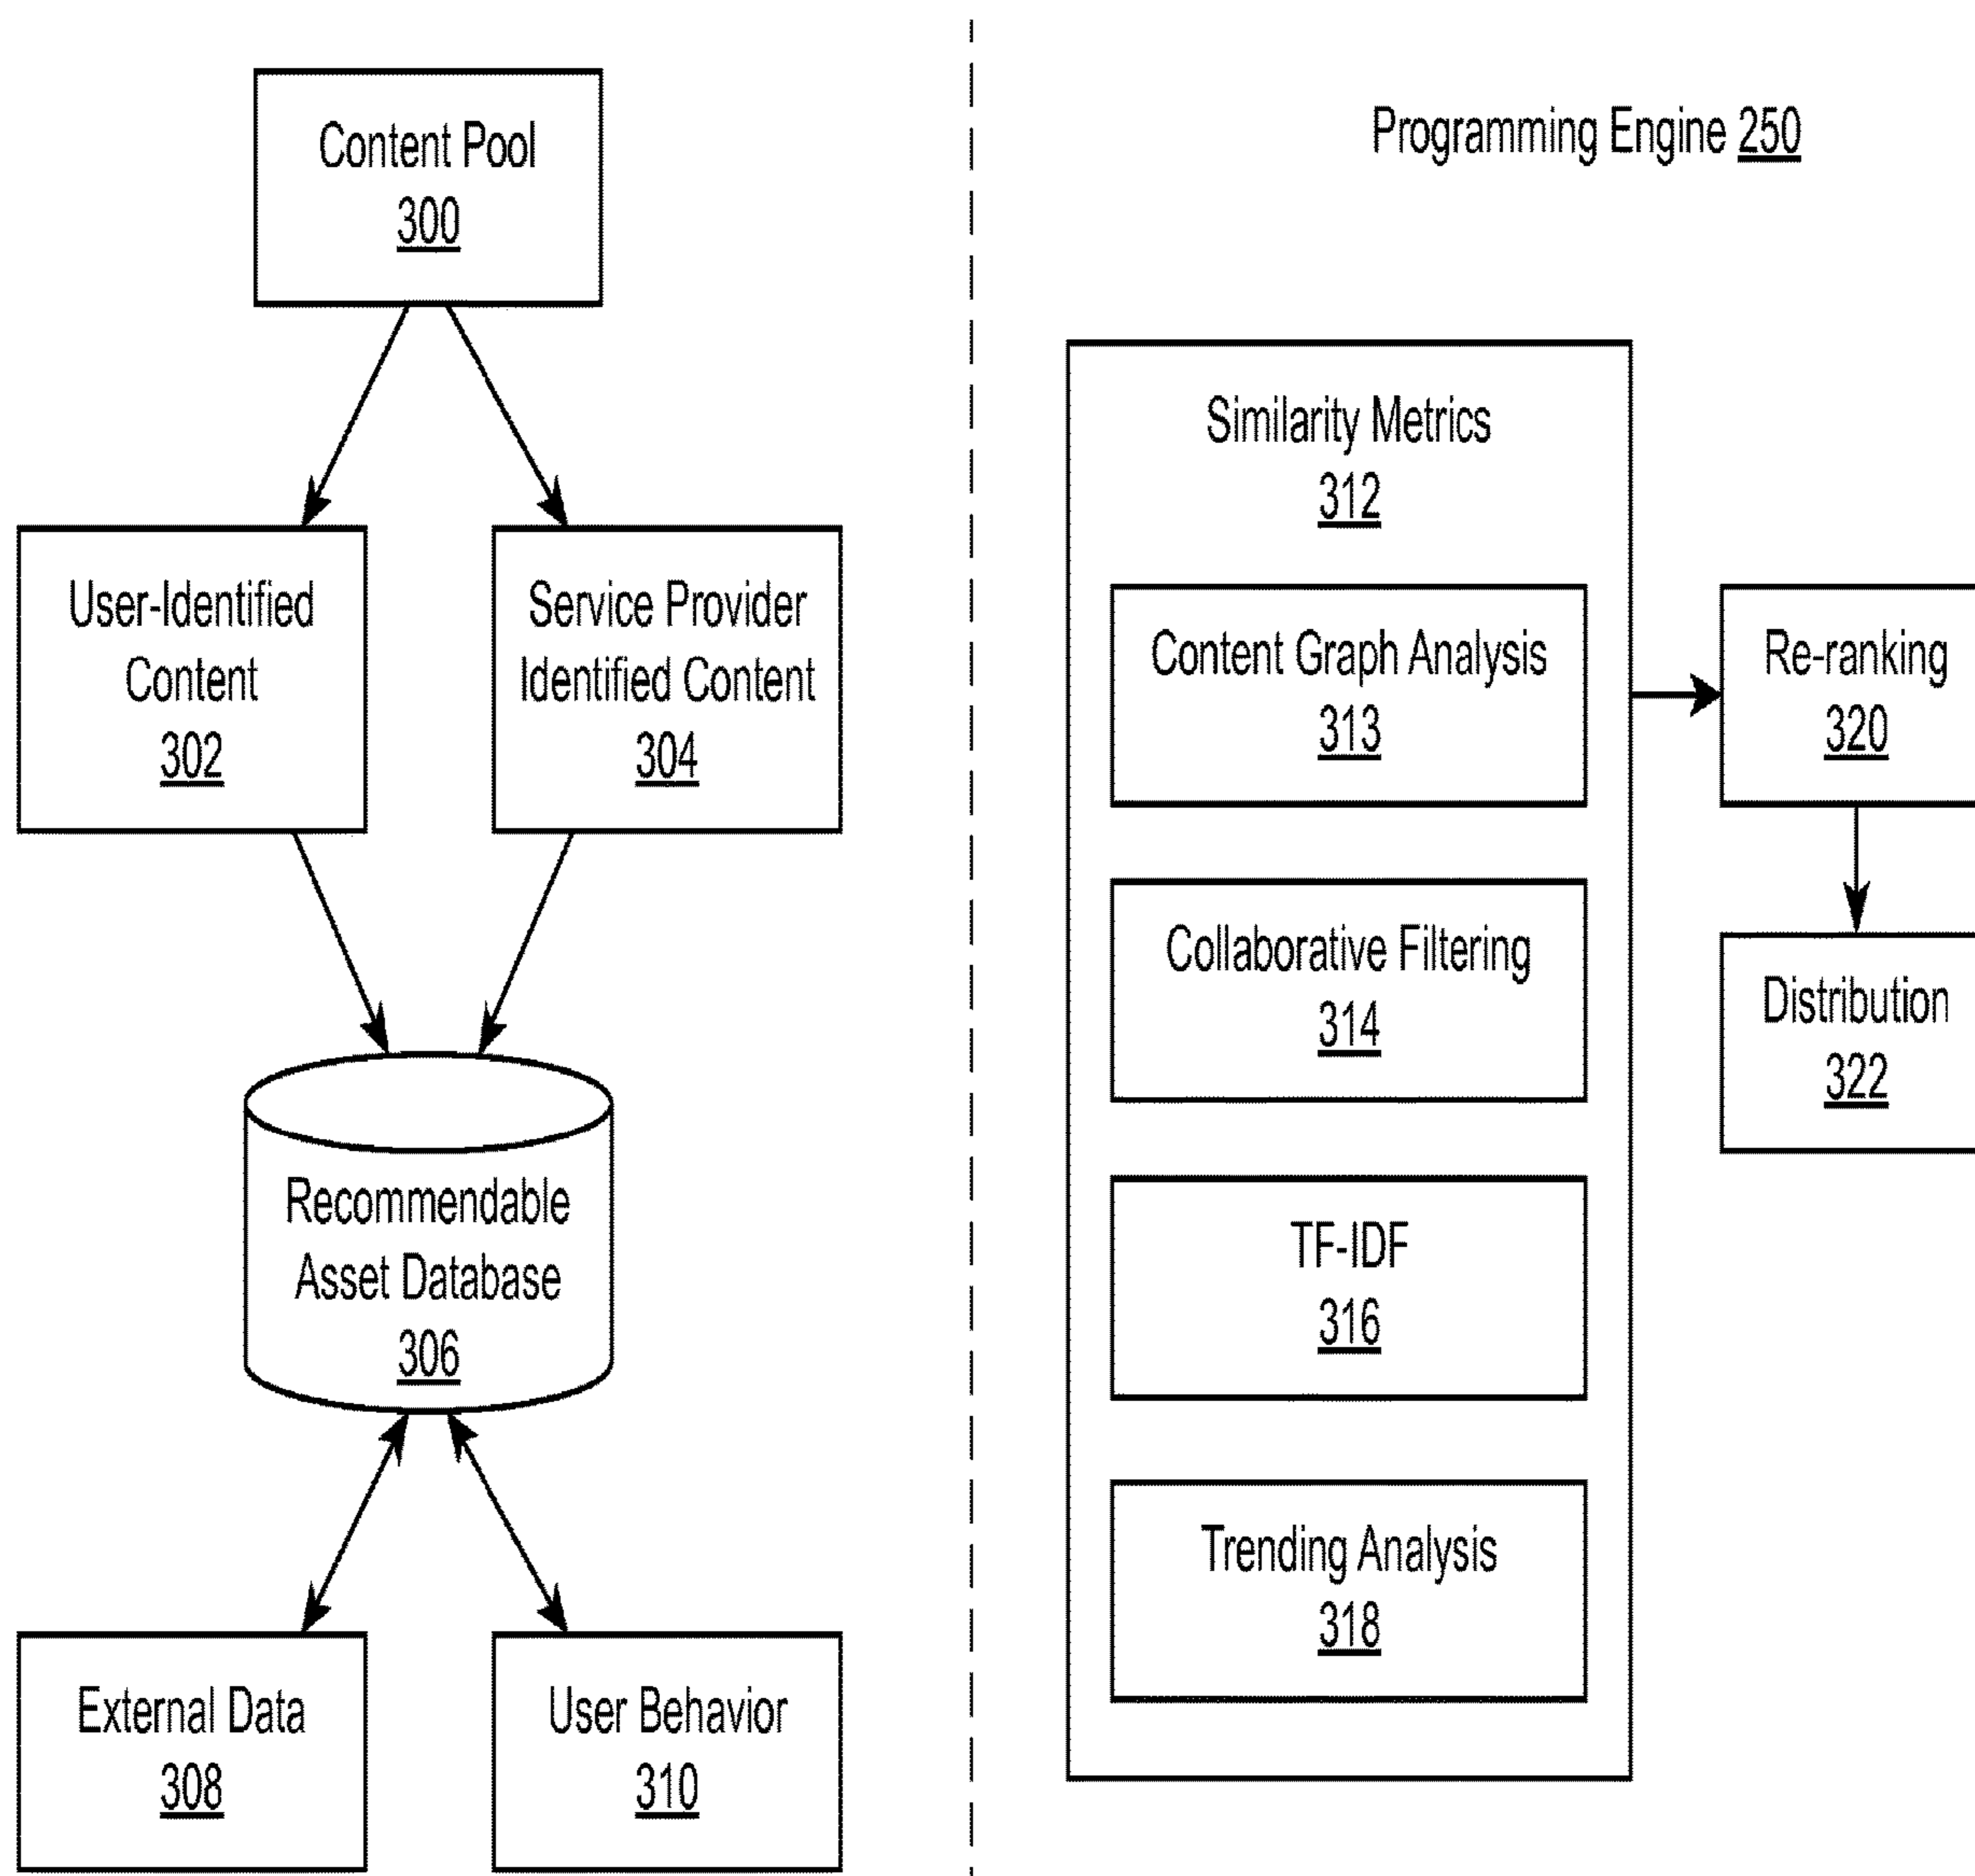 Content Pool
300
User-Identified
Content
302
Service Provider
Identified Content
304
Recommendable
Asset Database
306
External Data
308
User Behavior
310
Programming Engine 250
Similarity Metrics
312
Content Graph Analysis
313
Collaborative Filtering
314
TF-IDF
316
Trending Analysis
318
Re-ranking
320
Distribution
322